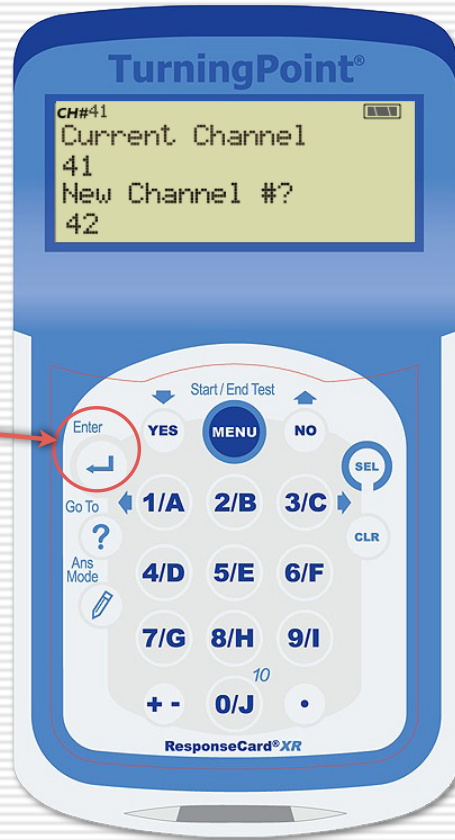 TurningPoint®
CH#41
Current Channel
41
New Channel #?
42
Start / End Test
Enter
YES
MENU
NO
SEL
Go To
1/A
2/B
3/C
?
CLR
Ans
Mode
4/D
5/E
6/F
7/G
8/H
9/I
10
+ -
0/J
•
ResponseCard®XR